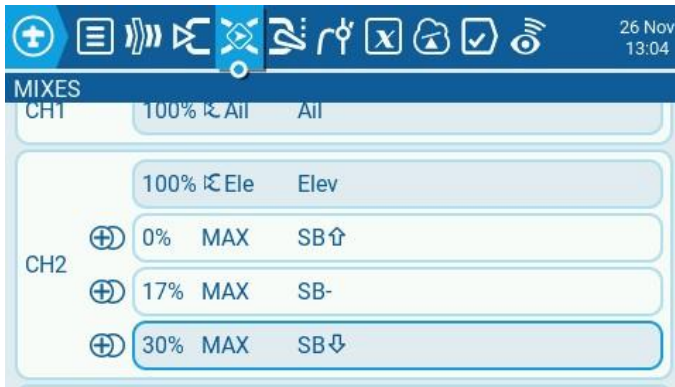 26 Nov
13:04
MIXES
CH1 100% Ail Ail
100% Ele Elev
0% MAX SB⇧
CH2
17% MAX SB-
30% MAX SB⇩